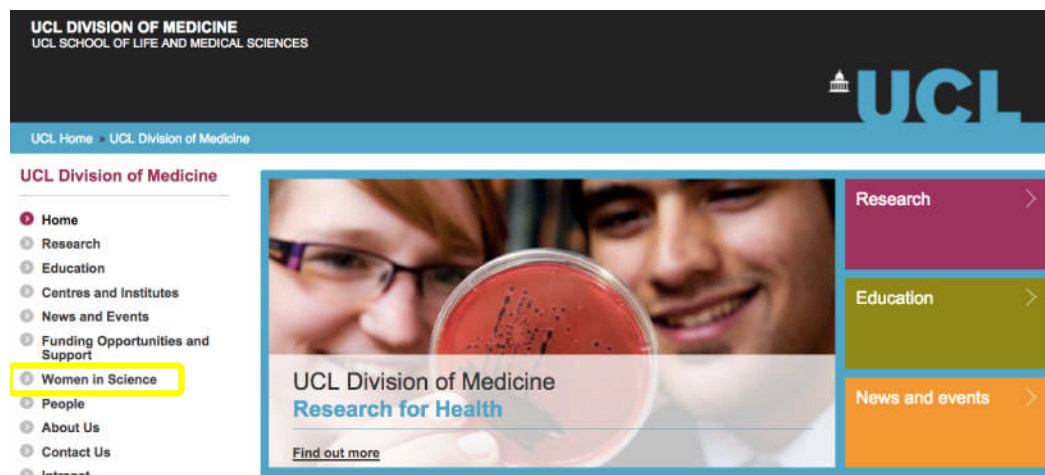 UCL DIVISION OF MEDICINE
UCL SCHOOL OF LIFE AND MEDICAL SCIENCES
UCL
UCL Home » UCL Division of Medicine
UCL Division of Medicine
Home
Research
Education
Centres and Institutes
News and Events
Funding Opportunities and
Support
Women in Science
People
About Us
Contact Us
Intranet
UCL Division of Medicine
Research for Health
Find out more
Research
Education
News and events